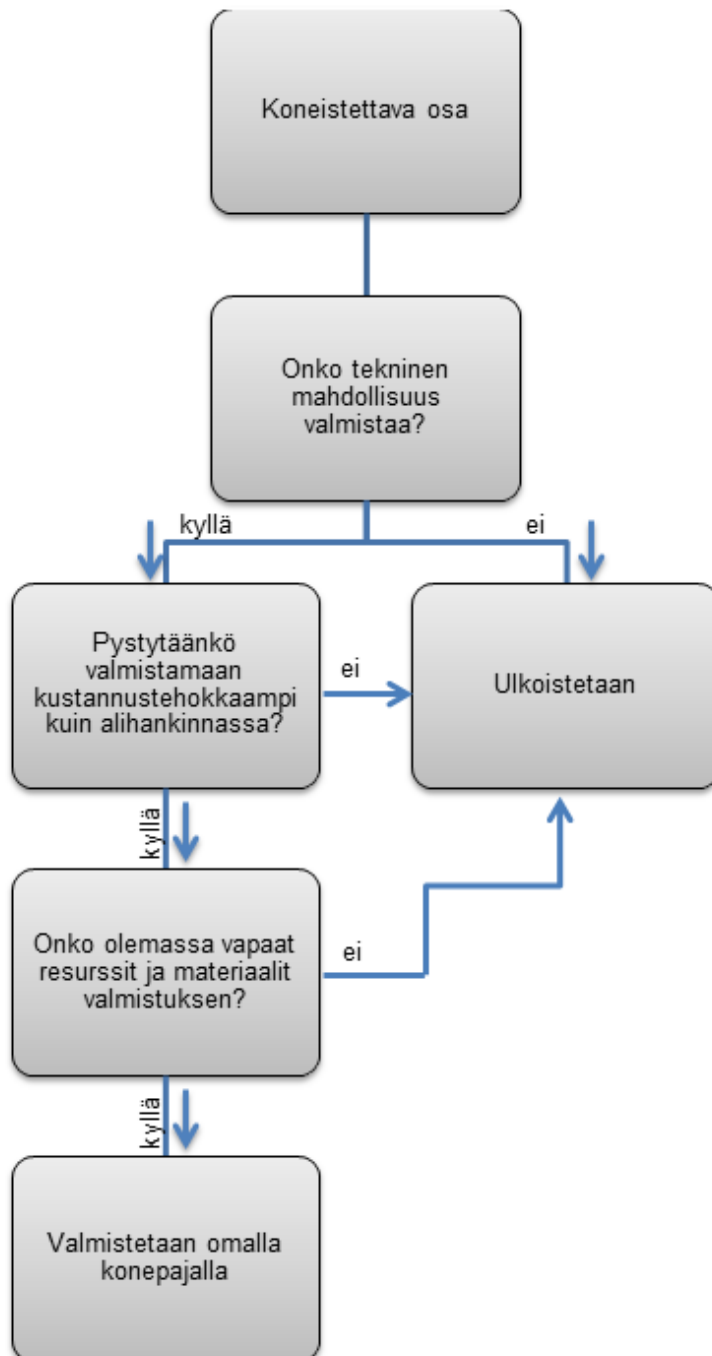 Koneistettava osa
Onko tekninen
mahdollisuus
valmistaa?
kyllä
ei
Pystytäänkö
valmistamaan
kustannustehokkaampi
kuin alihankinnassa?
ei
Ulkoistetaan
kyllä
Onko olemassa vapaat
resurssit ja materiaalit
valmistuksen?
ei
kyllä
Valmistetaan omalla
konepajalla